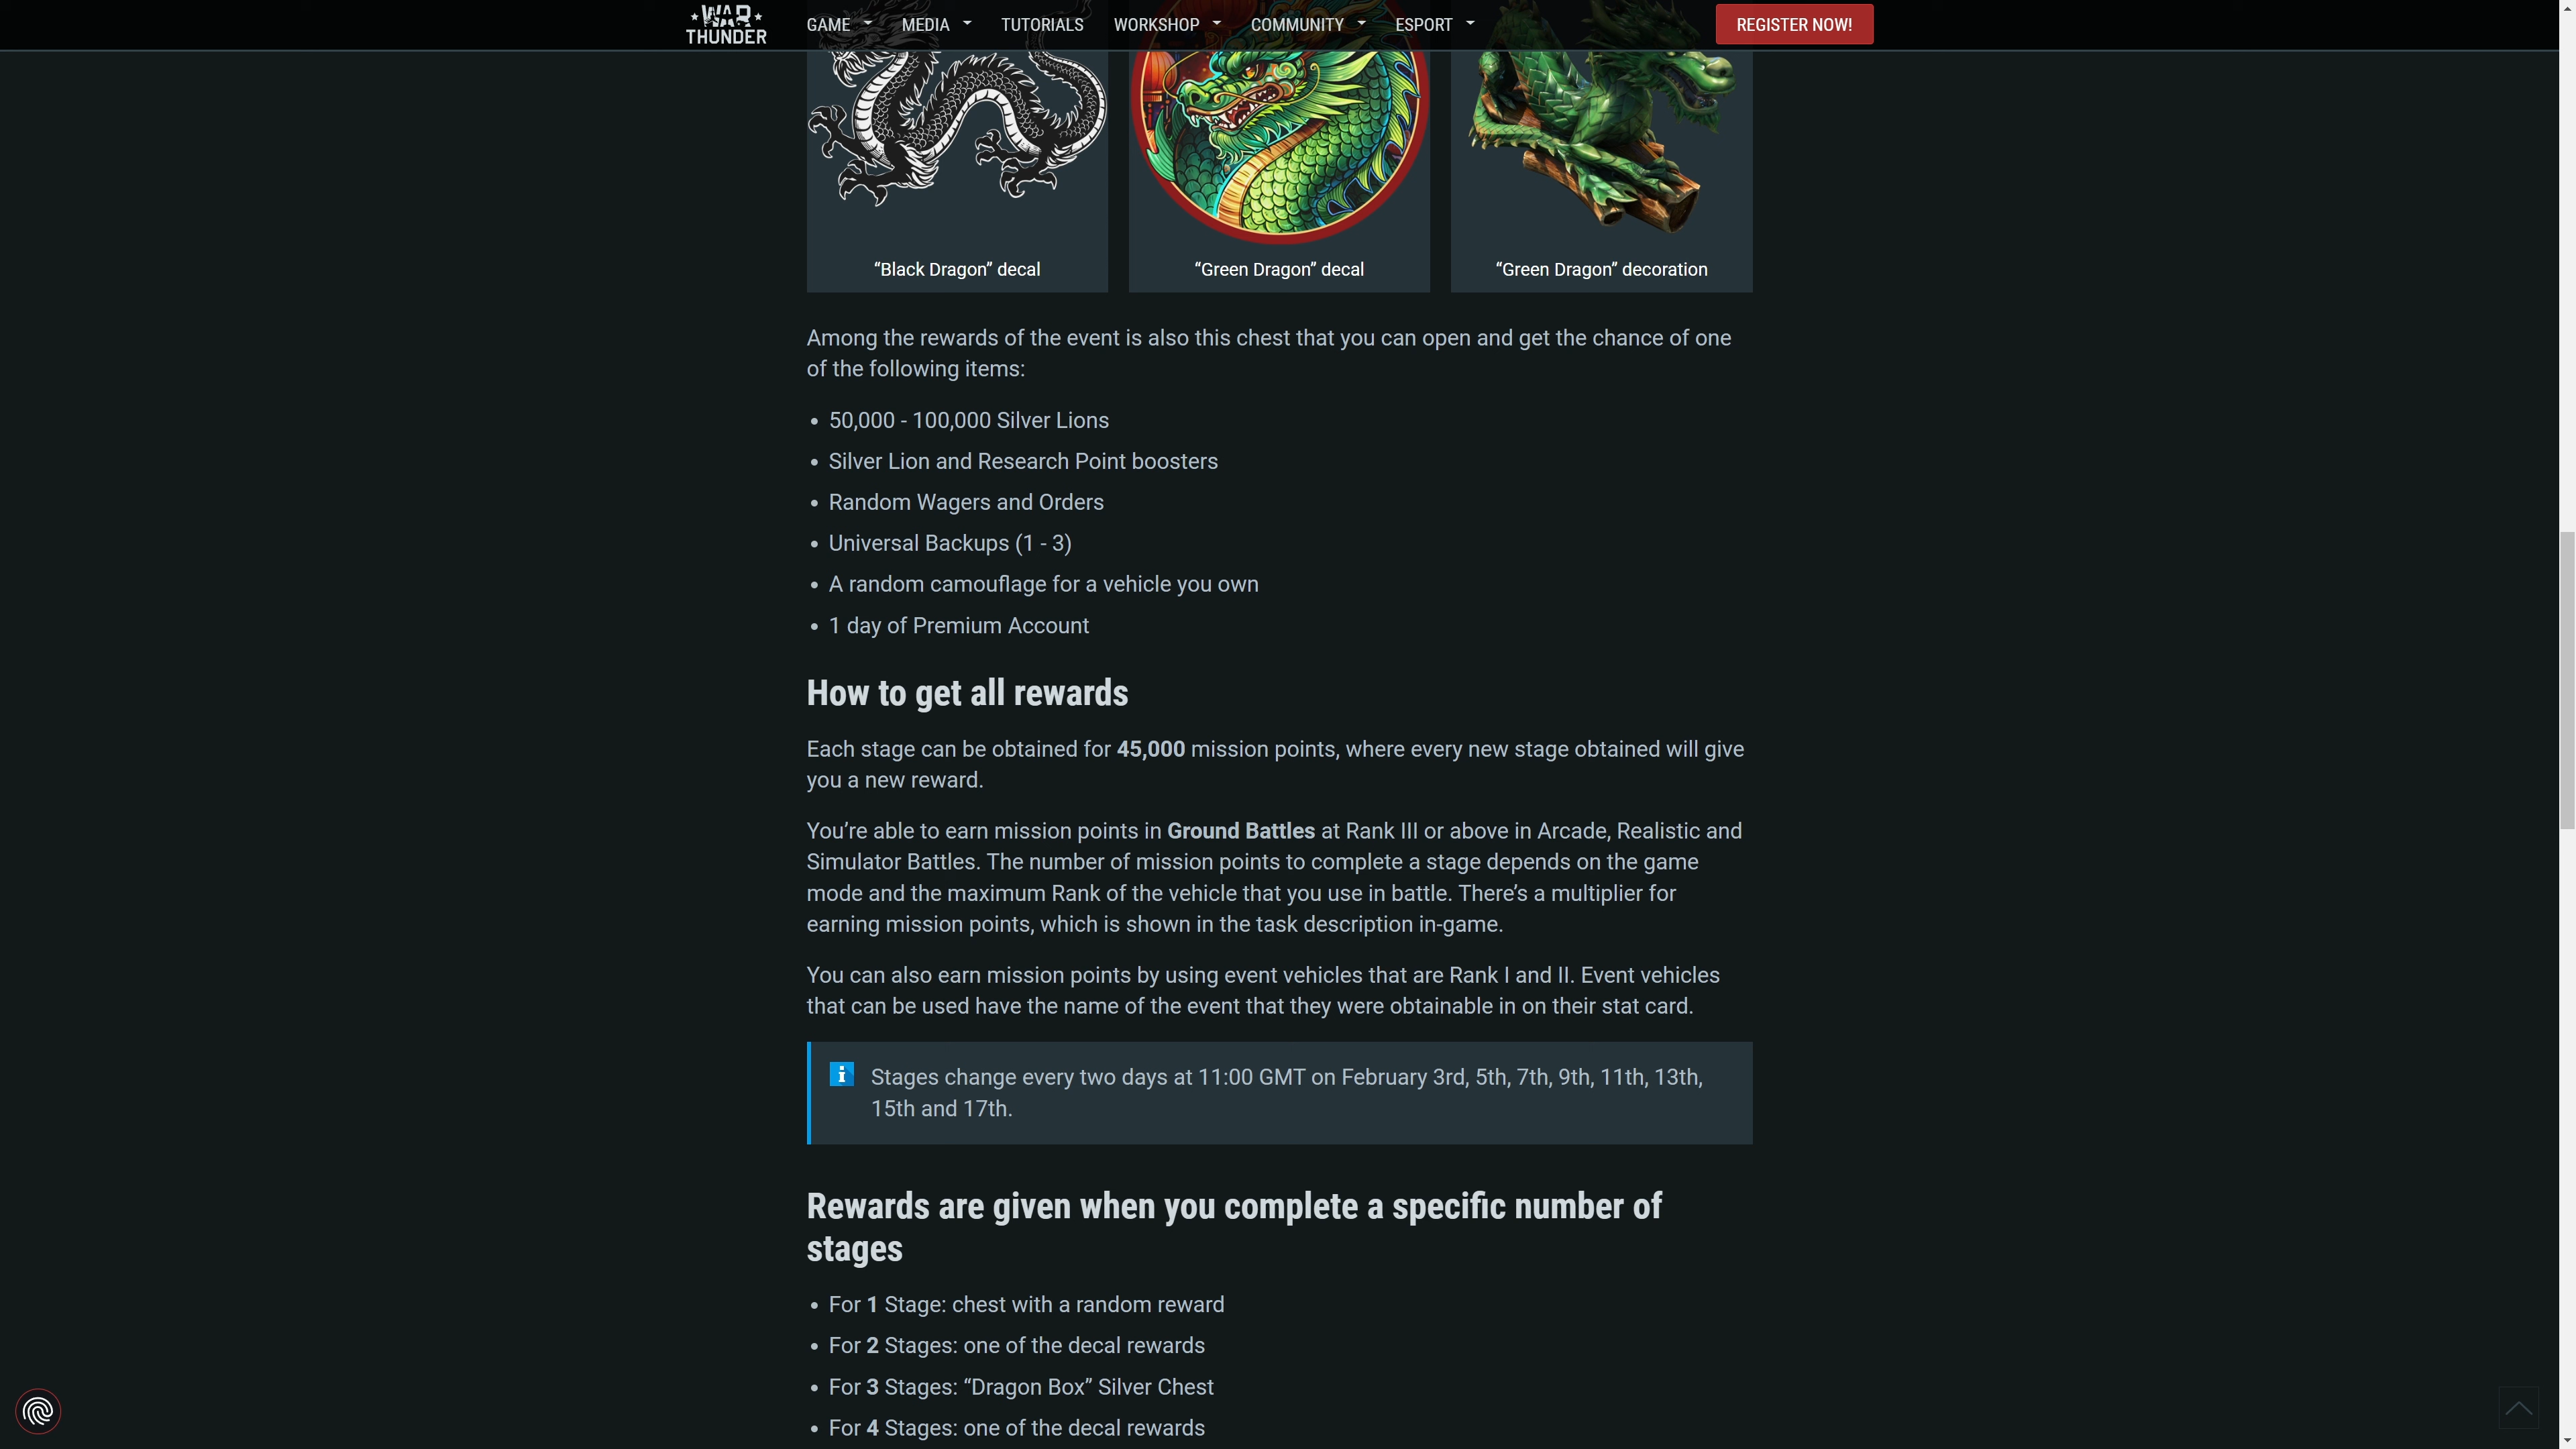 WAR
THUNDER
GAME MEDIA TUTORIALS WORKSHOP COMMUNITY ESPORT REGISTER NOW!
“Black Dragon” decal
“Green Dragon” decal
“Green Dragon” decoration
Among the rewards of the event is also this chest that you can open and get the chance of one
of the following items:
• 50,000 - 100,000 Silver Lions
• Silver Lion and Research Point boosters
• Random Wagers and Orders
• Universal Backups (1 - 3)
• A random camouflage for a vehicle you own
• 1 day of Premium Account
How to get all rewards
Each stage can be obtained for 45,000 mission points, where every new stage obtained will give
you a new reward.
You’re able to earn mission points in Ground Battles at Rank III or above in Arcade, Realistic and
Simulator Battles. The number of mission points to complete a stage depends on the game
mode and the maximum Rank of the vehicle that you use in battle. There’s a multiplier for
earning mission points, which is shown in the task description in-game.
You can also earn mission points by using event vehicles that are Rank I and II. Event vehicles
that can be used have the name of the event that they were obtainable in on their stat card.
Stages change every two days at 11:00 GMT on February 3rd, 5th, 7th, 9th, 11th, 13th,
15th and 17th.
Rewards are given when you complete a specific number of
stages
• For 1 Stage: chest with a random reward
• For 2 Stages: one of the decal rewards
• For 3 Stages: “Dragon Box” Silver Chest
• For 4 Stages: one of the decal rewards